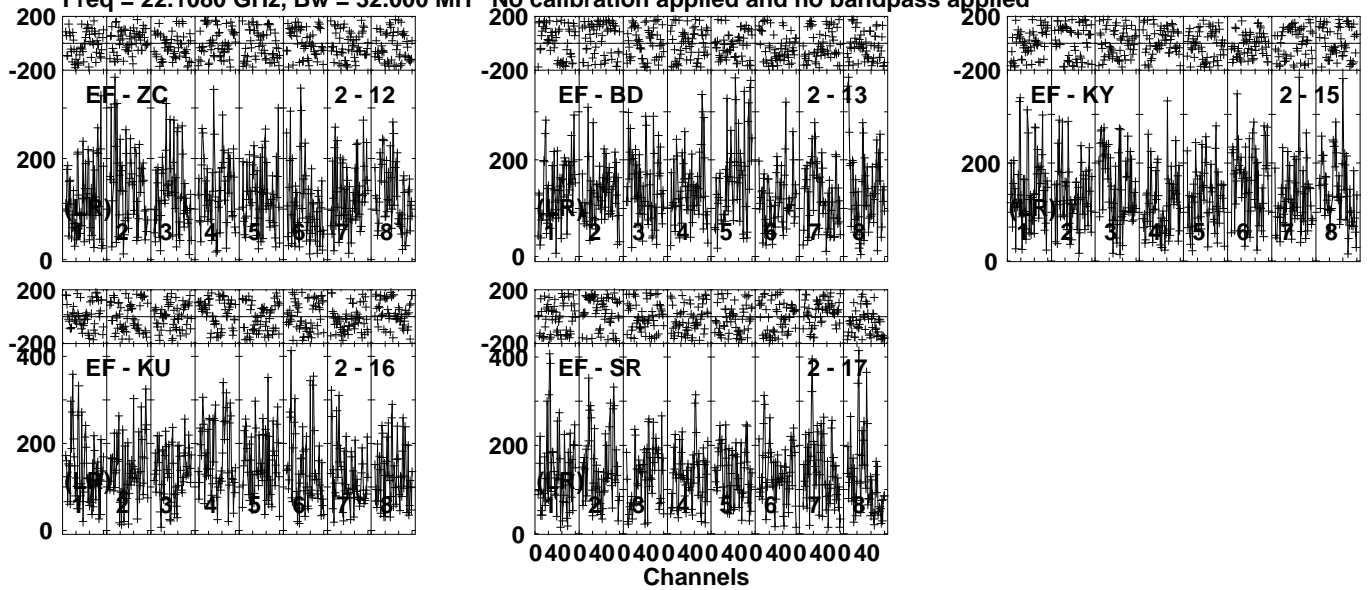 Freq = 22.1080 GHz, Bw = 32.000 MH No calibration applied and no bandpass applied
200 200 200
-200 -200 -200
EF - ZC 2 - 12 EF - BD 2 - 13 EF - KY 2 - 15
200 200 200
(LR) (LR) (LR)
1 2 3 4 5 6 7 8 1 2 3 4 5 6 7 8 1 2 3 4 5 6 7 8
0 0 0
200 200
-200 -200
400 400
EF - KU 2 - 16 EF - SR 2 - 17
200 200
(LR) (LR)
1 2 3 4 5 6 7 8 1 2 3 4 5 6 7 8
0 0
0 40 0 40 0 40 0 40 0 40 0 40 0 40 0 40
Channels